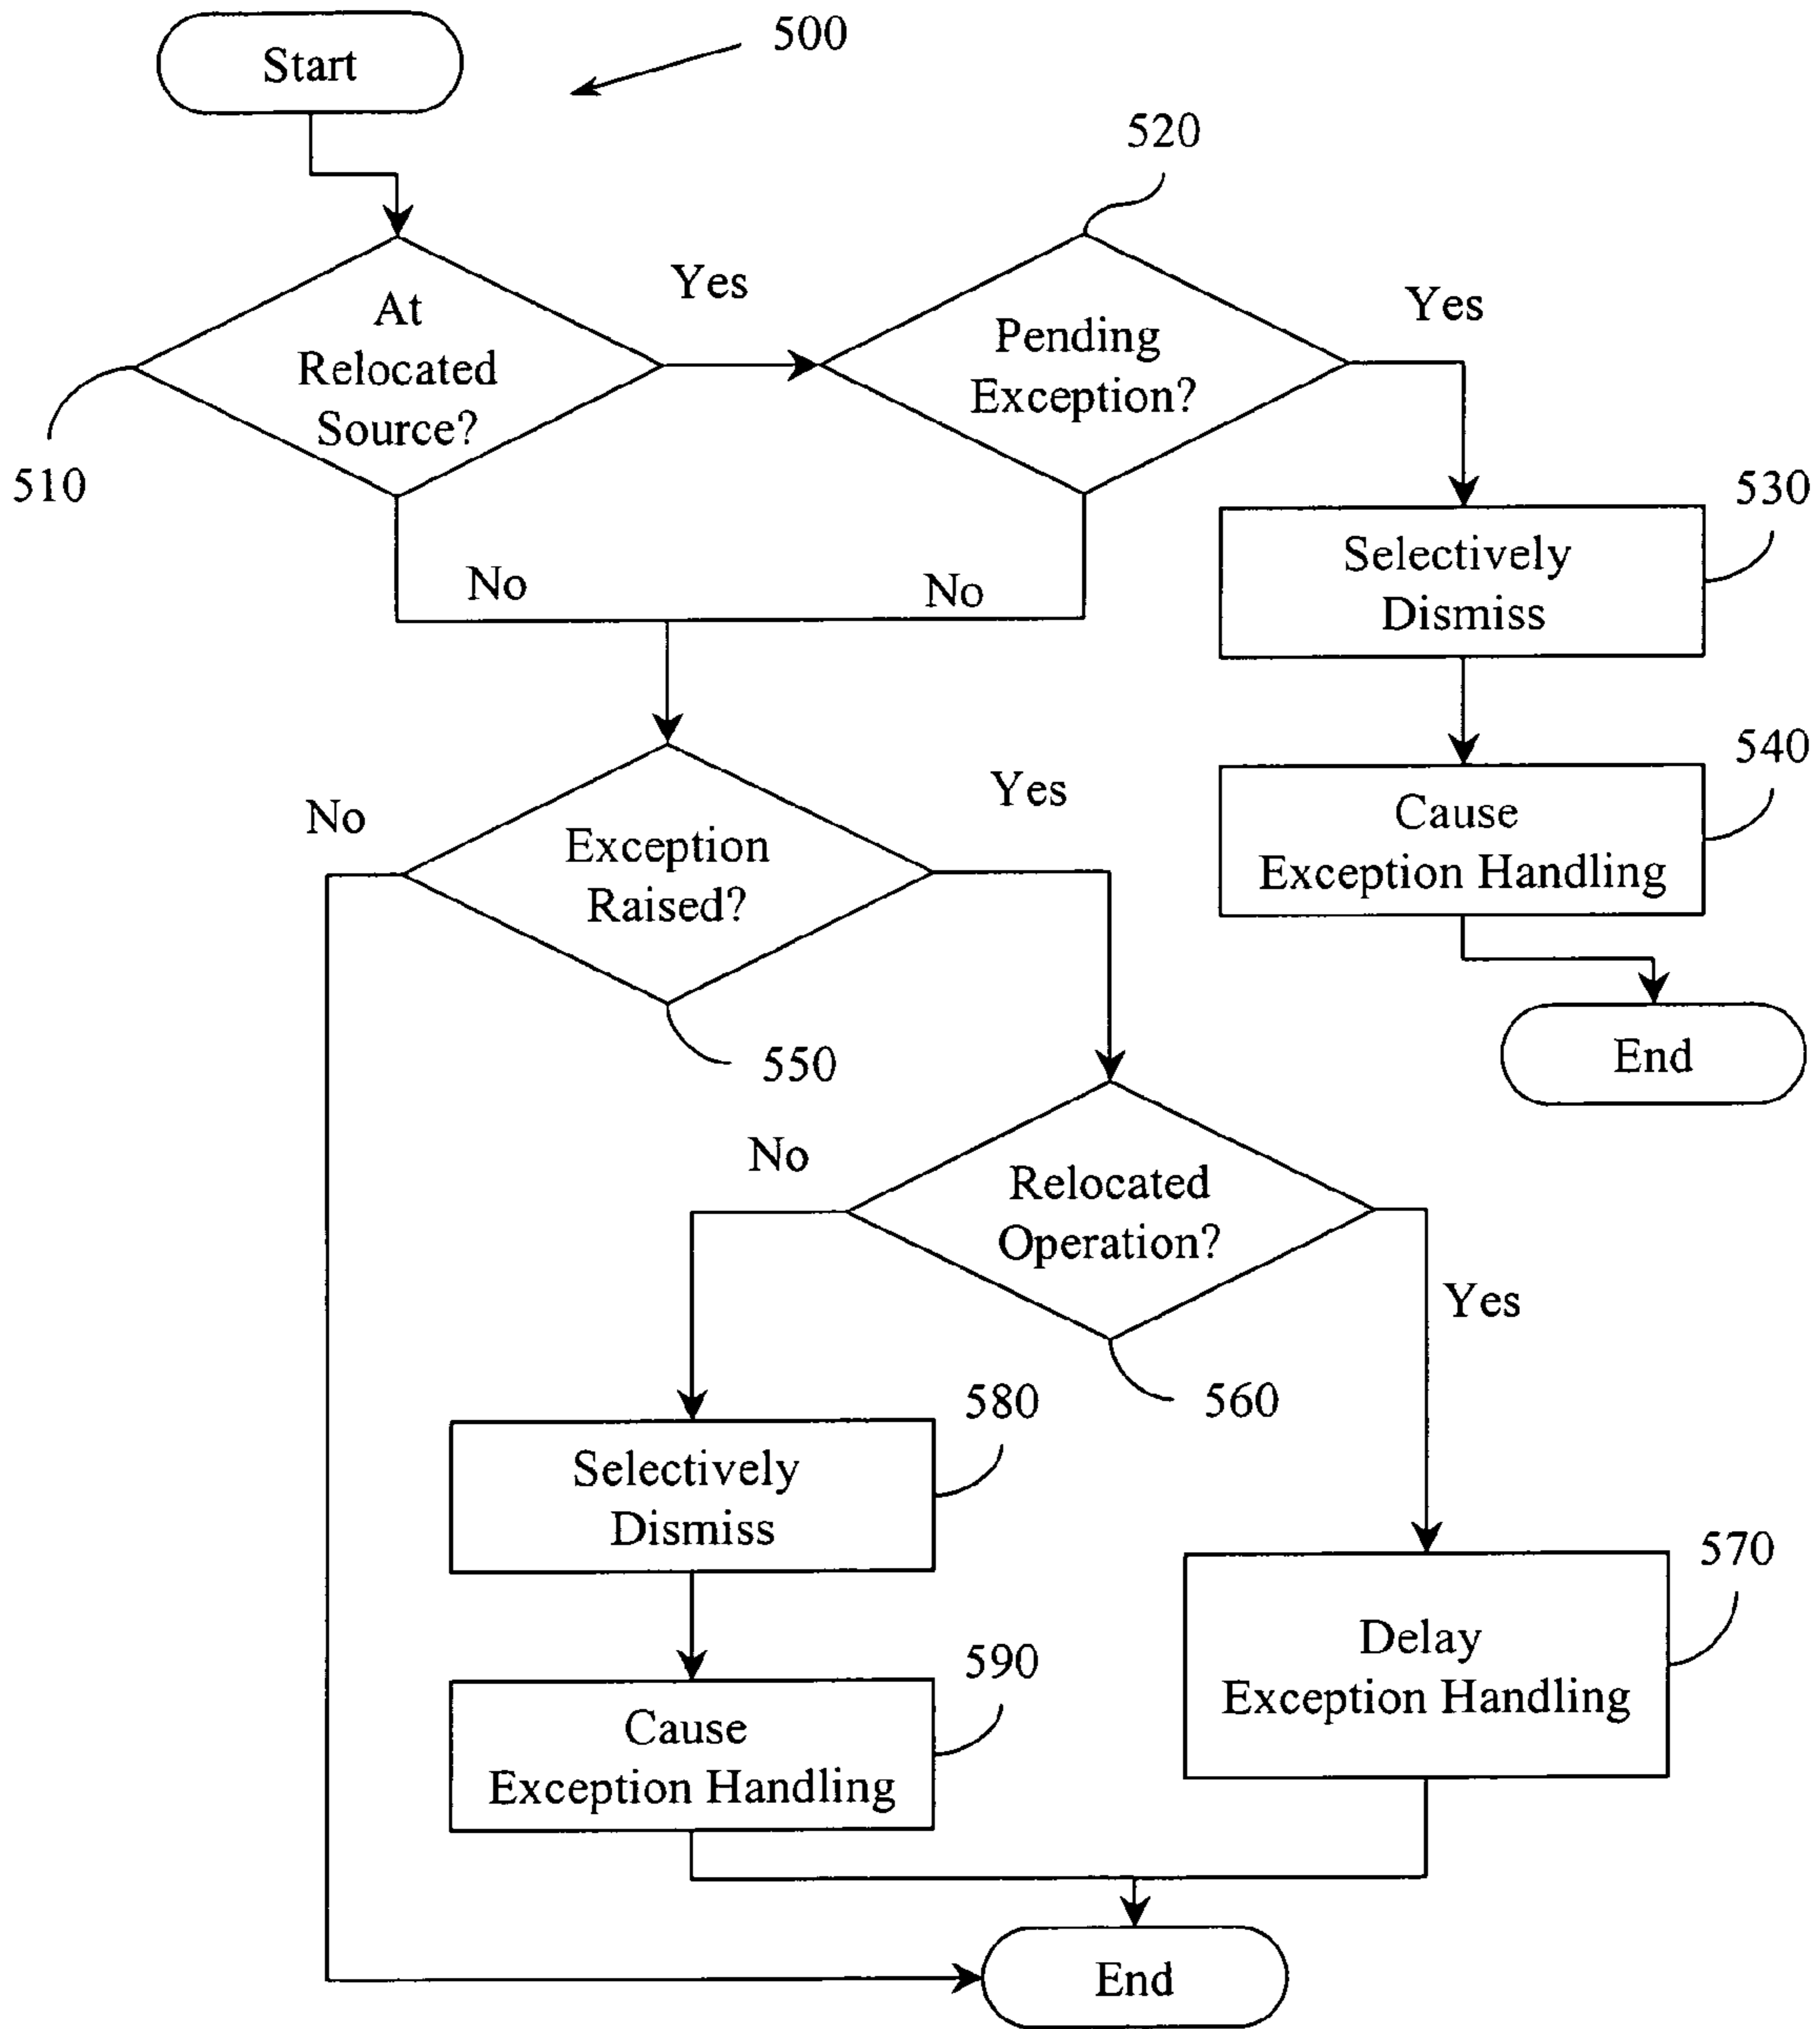 Start
500
520
At
Relocated
Source?
Yes
Pending
Exception?
Yes
510
530
Selectively
Dismiss
No
No
540
Cause
Exception Handling
No
Exception
Raised?
Yes
550
End
No
Relocated
Operation?
Yes
560
580
Selectively
Dismiss
570
Delay
Exception Handling
590
Cause
Exception Handling
End